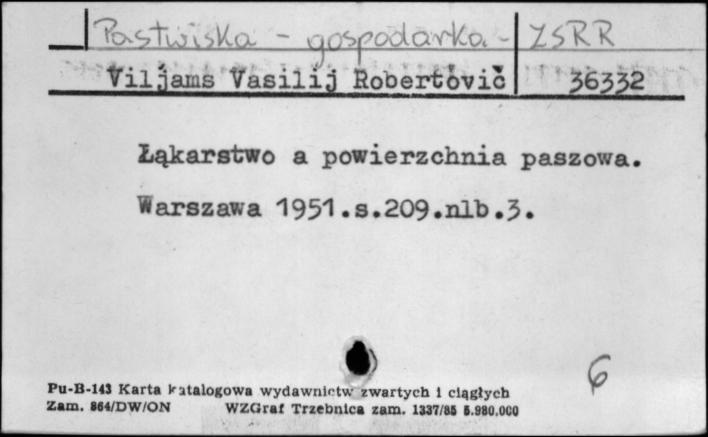 Pastwiska - gospodarka - ZSRR
Viljams Vasilij Robertovič 36332
Łąkarstwo a powierzchnia paszowa.
Warszawa 1951.s.209.nlb.3.
6
Pu-B-143 Karta katalogowa wydawnictw zwartych i ciągłych
Zam. 864/DW/ON WZGraf Trzebnica zam. 1337/85 5.980.000